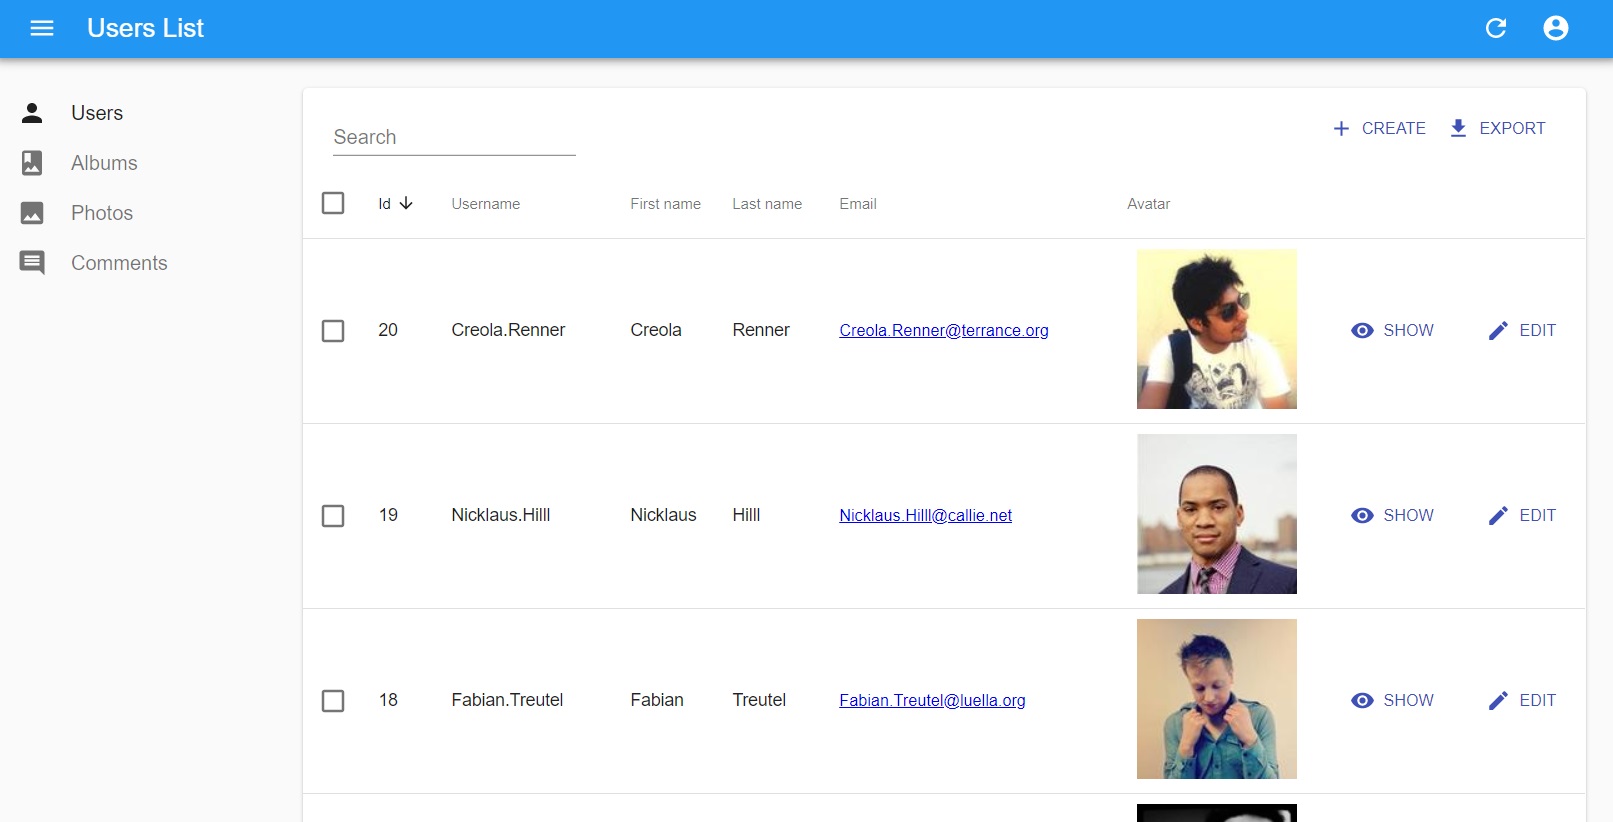 Users List
Users
Albums
Photos
Comments
Search
CREATE EXPORT
Id Username First name Last name Email Avatar
20 Creola.Renner Creola Renner Creola.Renner@terrance.org SHOW EDIT
19 Nicklaus.Hilll Nicklaus Hilll Nicklaus.Hilll@callie.net SHOW EDIT
18 Fabian.Treutel Fabian Treutel Fabian.Treutel@luella.org SHOW EDIT